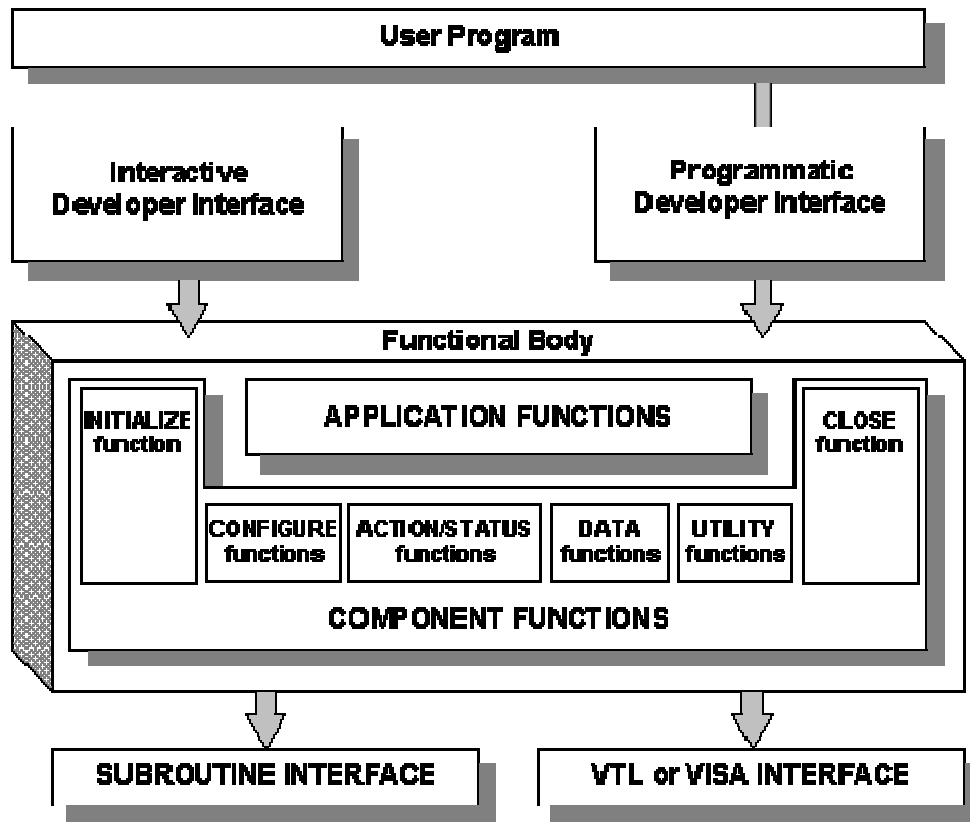 User Program
Interactive
Developer Interface
Programmatic
Developer Interface
Functional Body
INITIALIZE
function
APPLICATION FUNCTIONS
CLOSE
function
CONFIGURE
functions
ACTION/STATUS
functions
DATA
functions
UTILITY
functions
COMPONENT FUNCTIONS
SUBROUTINE INTERFACE
VTL or VISA INTERFACE